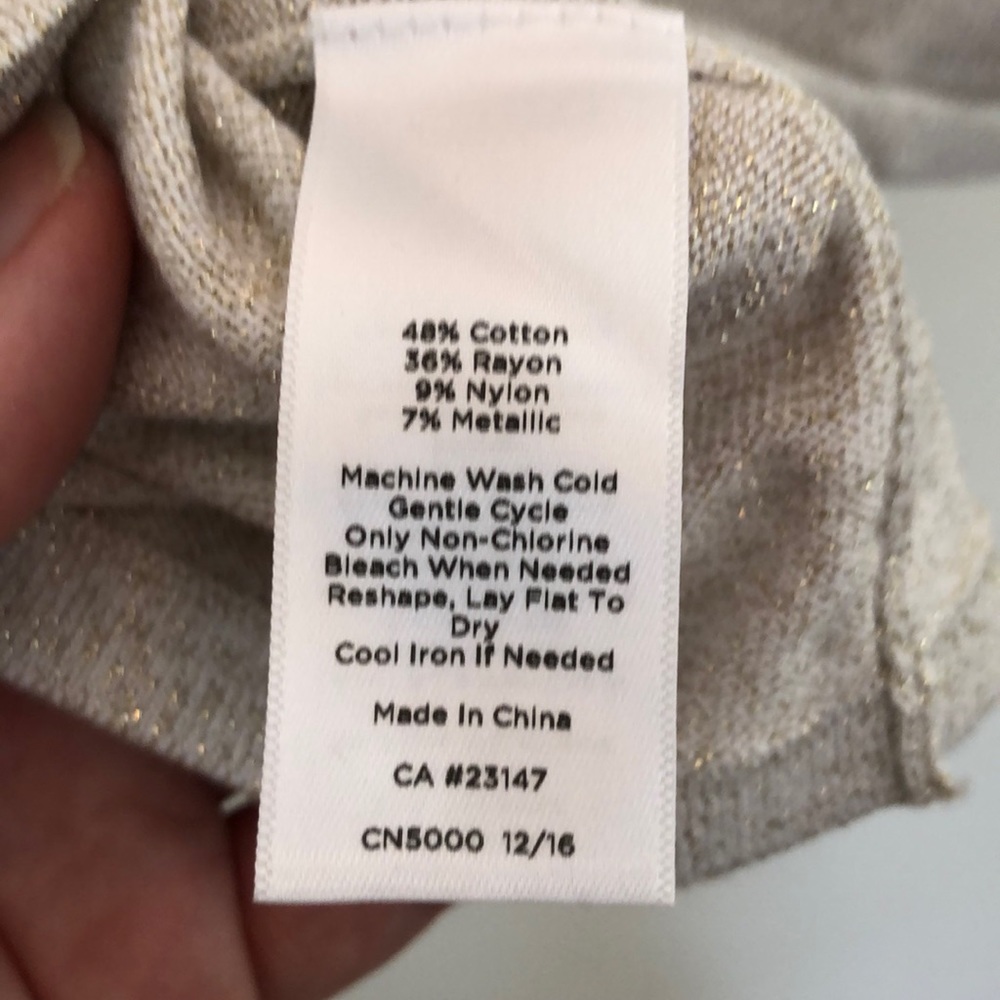 48% Cotton
36% Rayon
9% Nylon
7% Metallic
Machine Wash Cold
Gentle Cycle
Only Non-Chlorine
Bleach When Needed
Reshape, Lay Flat To
Dry
Cool Iron If Needed
Made In China
CA #23147
CN5000 12/16